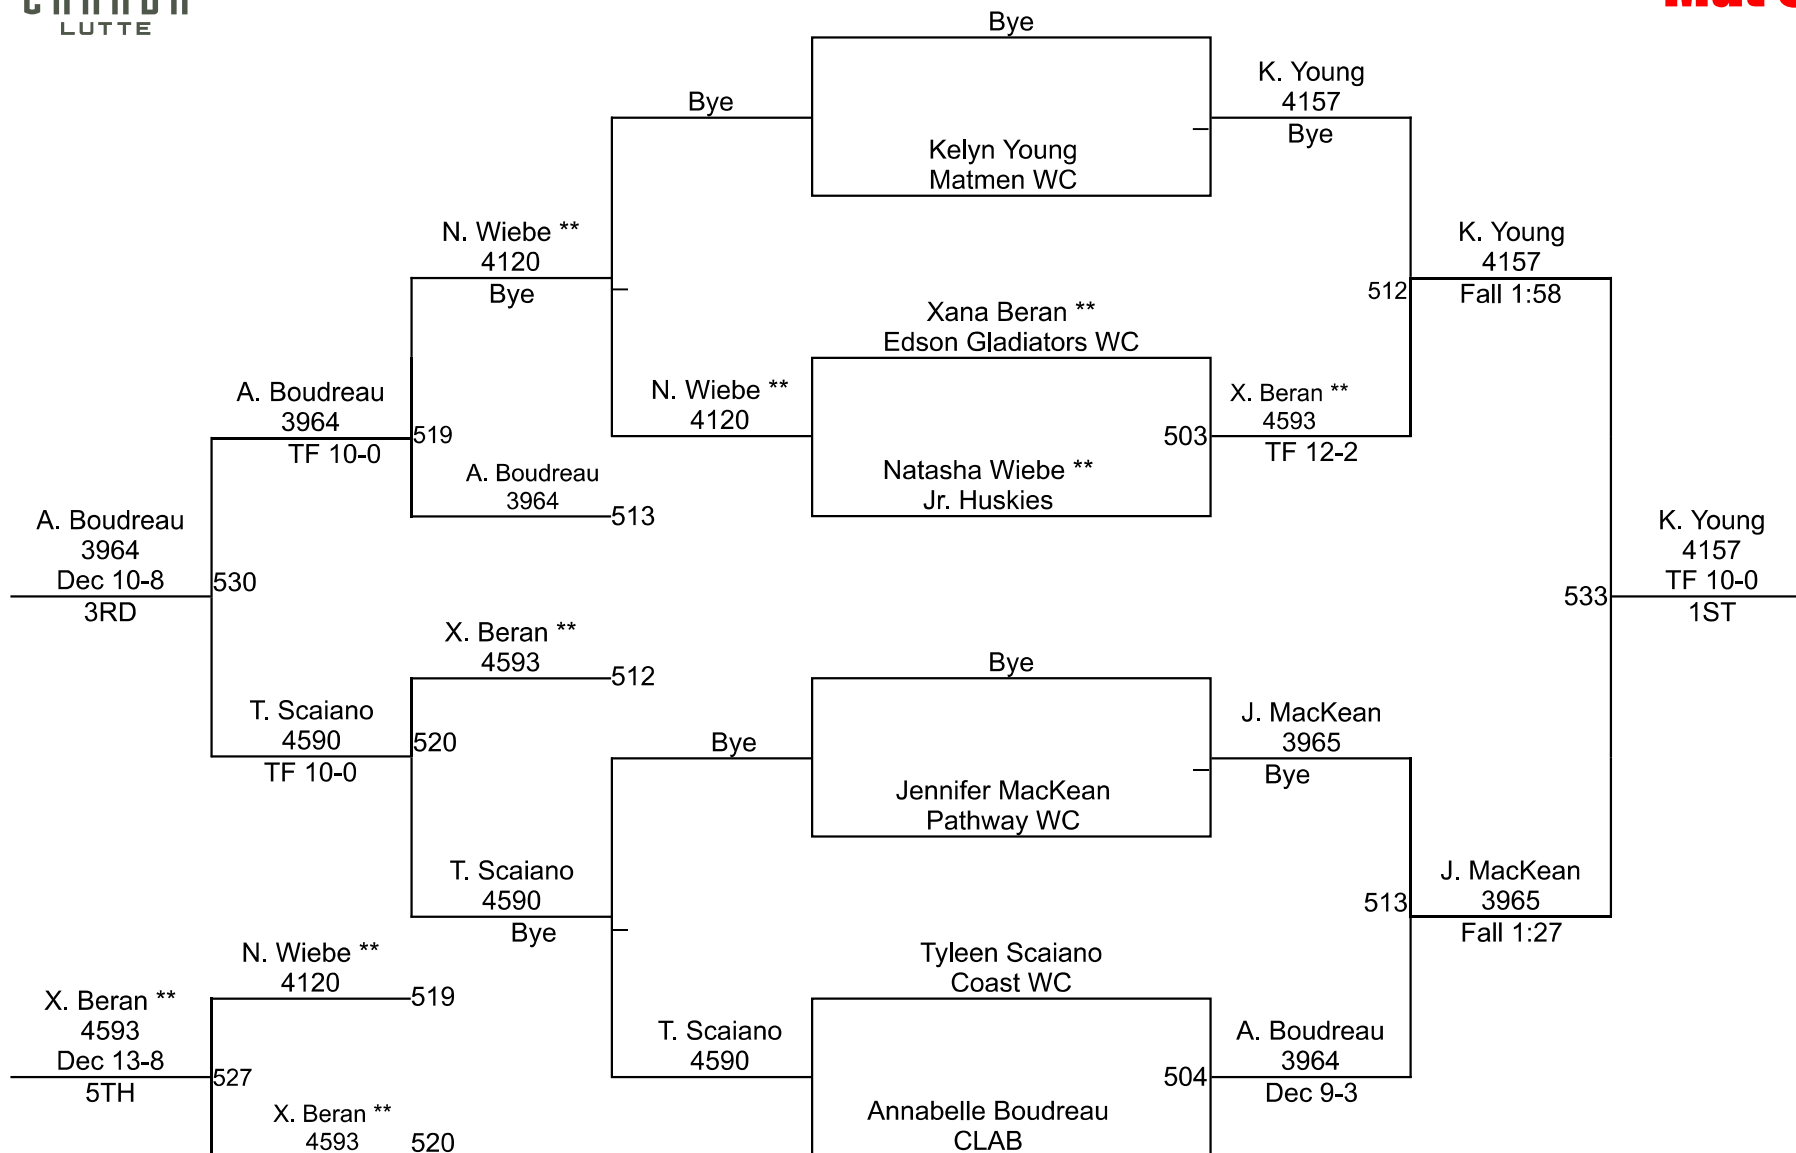 LUTTE
Bye
K. Young
4157
Bye
Bye
Kelyn Young
Matmen WC
N. Wiebe **
4120
Bye
K. Young
4157
Fall 1:58
512
Xana Beran **
Edson Gladiators WC
A. Boudreau
3964
TF 10-0
519
N. Wiebe **
4120
X. Beran **
4593
TF 12-2
503
Natasha Wiebe **
Jr. Huskies
A. Boudreau
3964
513
A. Boudreau
3964
Dec 10-8
3RD
530
K. Young
4157
TF 10-0
1ST
533
X. Beran **
4593
512
Bye
T. Scaiano
4590
TF 10-0
520
Bye
J. MacKean
3965
Bye
Jennifer MacKean
Pathway WC
T. Scaiano
4590
Bye
J. MacKean
3965
Fall 1:27
513
N. Wiebe **
4120
519
Tyleen Scaiano
Coast WC
X. Beran **
4593
Dec 13-8
5TH
527
T. Scaiano
4590
A. Boudreau
3964
Dec 9-3
504
X. Beran **
4593
520
Annabelle Boudreau
CLAB